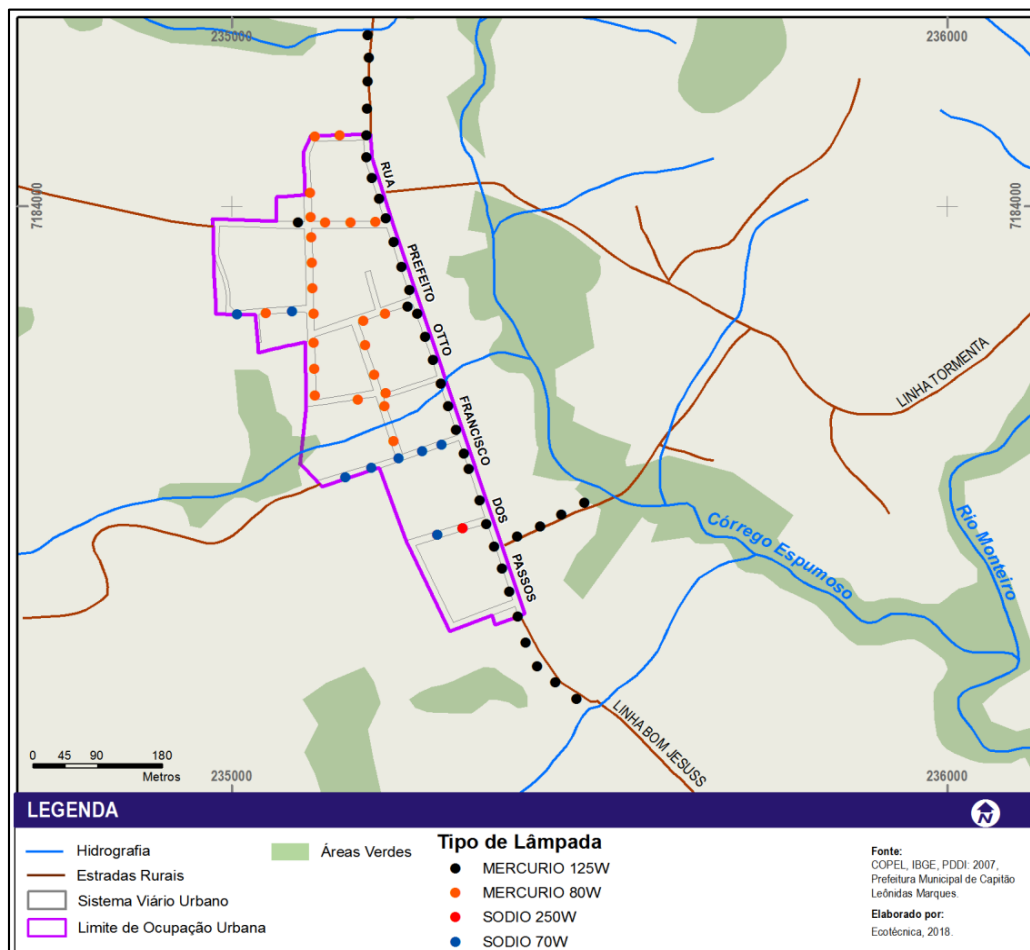 235000
236000
7184000
7184000
RUA
PREFEITO
OTTO
FRANCISCO
DOS
PASSOS
LINHA TORMENTA
Córrego Espumoso
Rio Monteiro
LINHA BOM JESUSS
0 45 90 180
Metros
235000
236000
LEGENDA
N
Hidrografia
Estradas Rurais
Sistema Viário Urbano
Limite de Ocupação Urbana
Áreas Verdes
Tipo de Lâmpada
MERCURIO 125W
MERCURIO 80W
SODIO 250W
SODIO 70W
Fonte:
COPEL, IBGE, PDDI: 2007,
Prefeitura Municipal de Capitão
Leônidas Marques.
Elaborado por:
Ecotécnica, 2018.